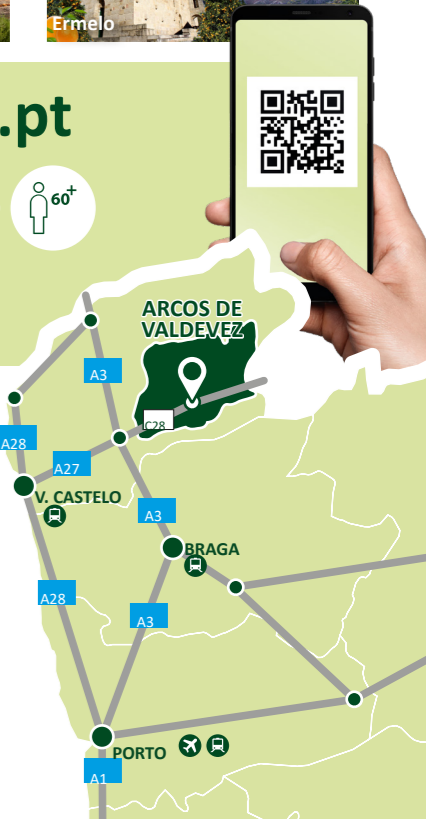 Ermelo
.pt
60+
ARCOS DE
VALDEVEZ
A3
C28
A28
A27
V. CASTELO
A3
BRAGA
A28
A3
PORTO
A1